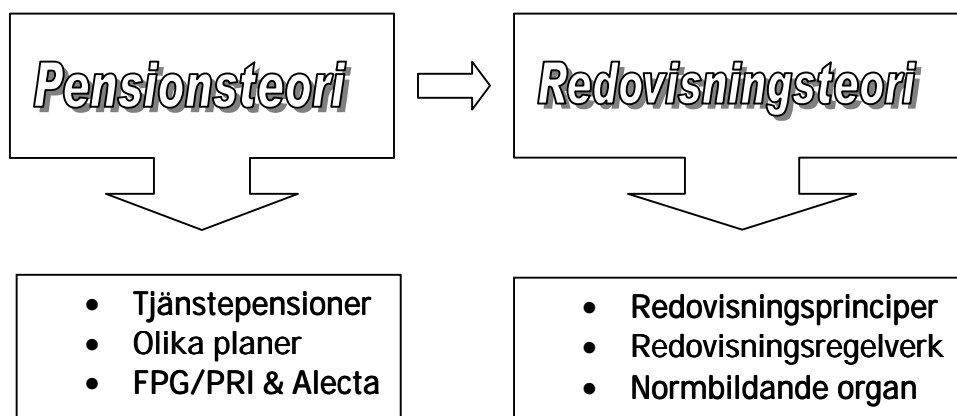 Pensionsteori
Redovisningsteori
• Tjänstepensioner
• Olika planer
• FPG/PRI & Alecta
• Redovisningsprinciper
• Redovisningsregelverk
• Normbildande organ